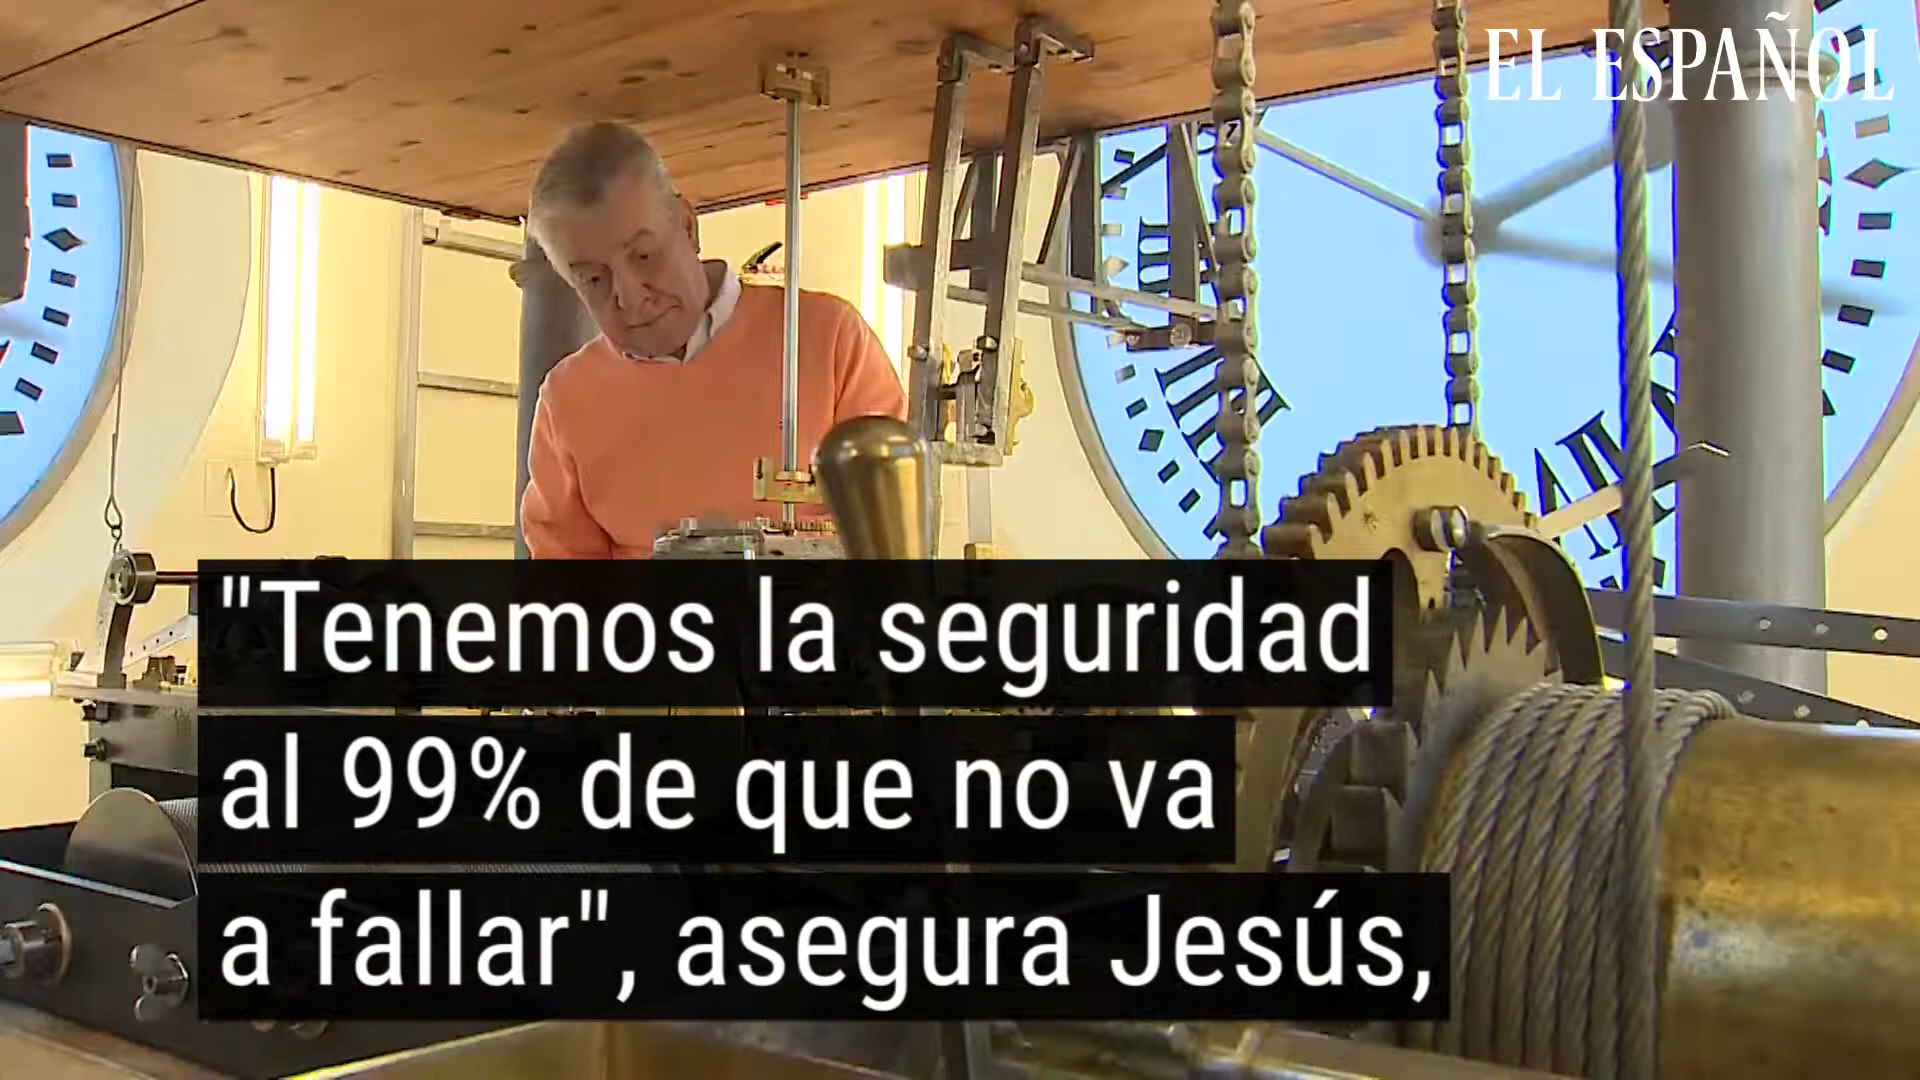 EL ESPAÑOL
"Tenemos la seguridad
al 99% de que no va
a fallar", asegura Jesús,